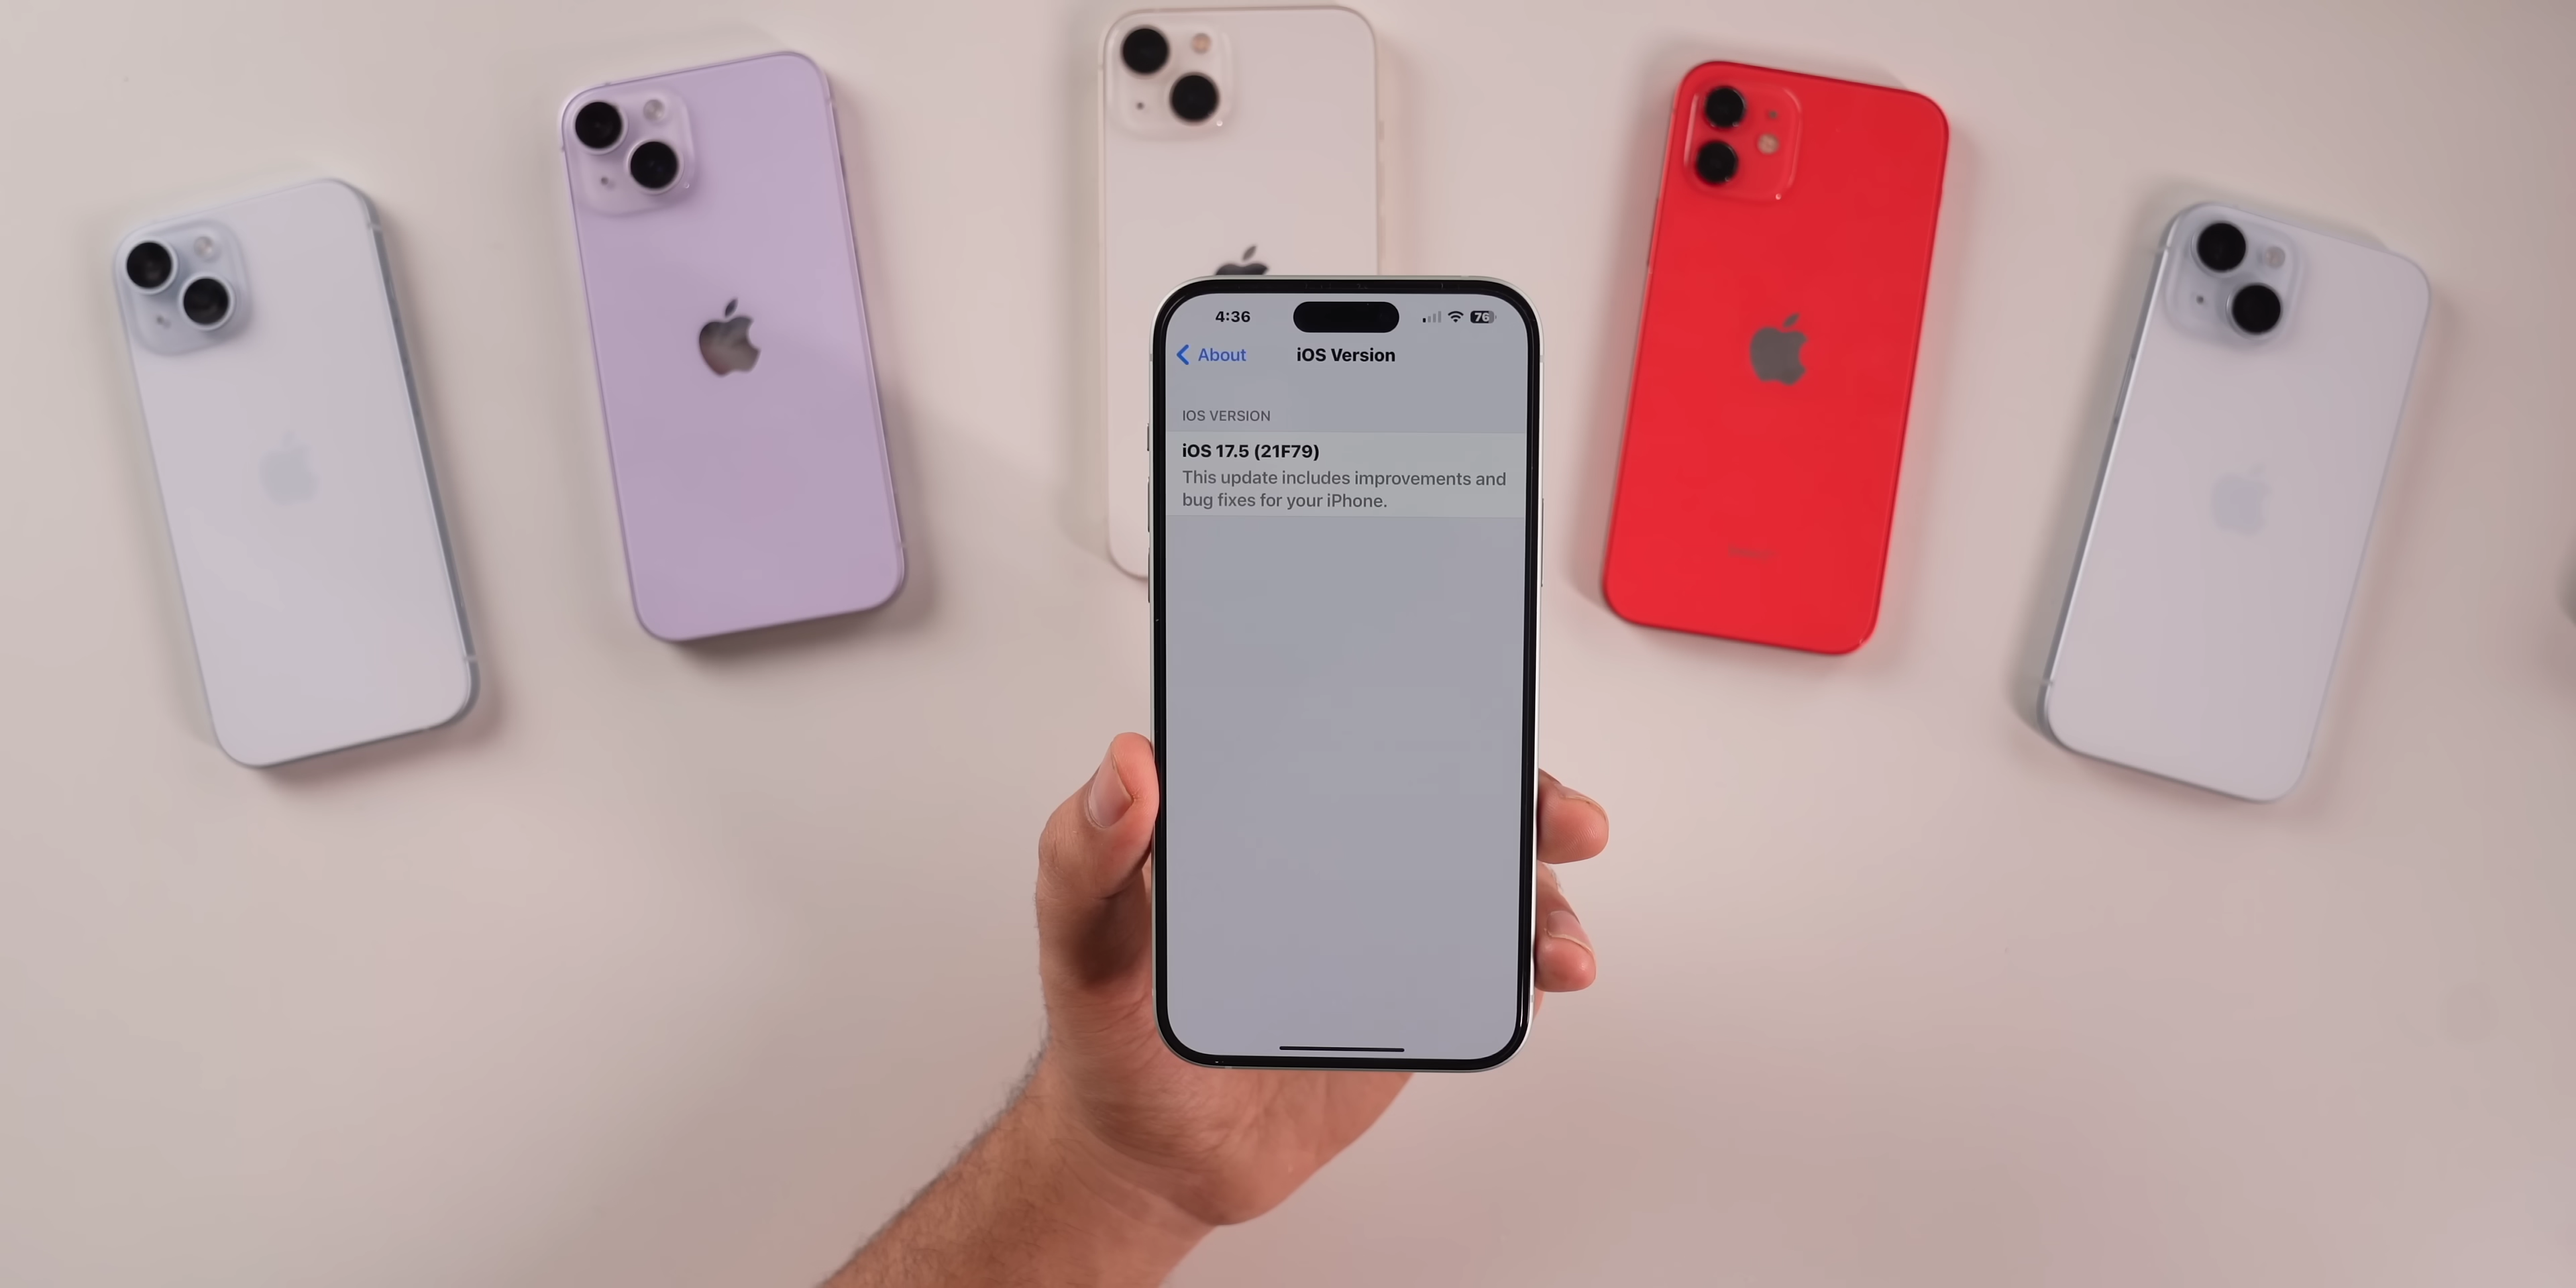 4:36
76
About
iOS Version
IOS VERSION
iOS 17.5 (21F79)
This update includes improvements and
bug fixes for your iPhone.